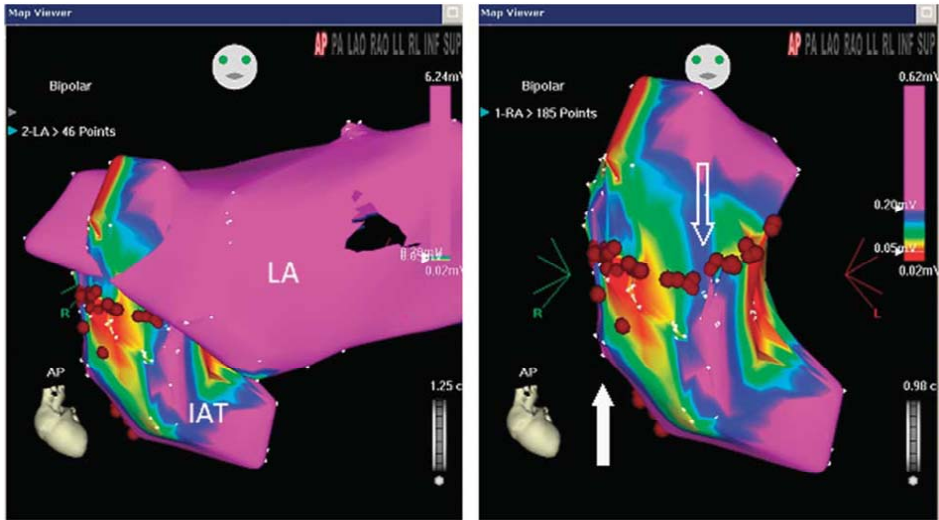 Map Viewer
AP PA LAO RAO LL RL INF SUP
6.24mV
Bipolar
2-LA > 46 Points
LA
0.02mV
R
AP
IAT
1.25 c
Map Viewer
AP PA LAO RAO LL RL INF SUP
0.62mV
Bipolar
1-RA > 185 Points
0.20mV
0.05mV
0.02mV
R
L
AP
0.98 c